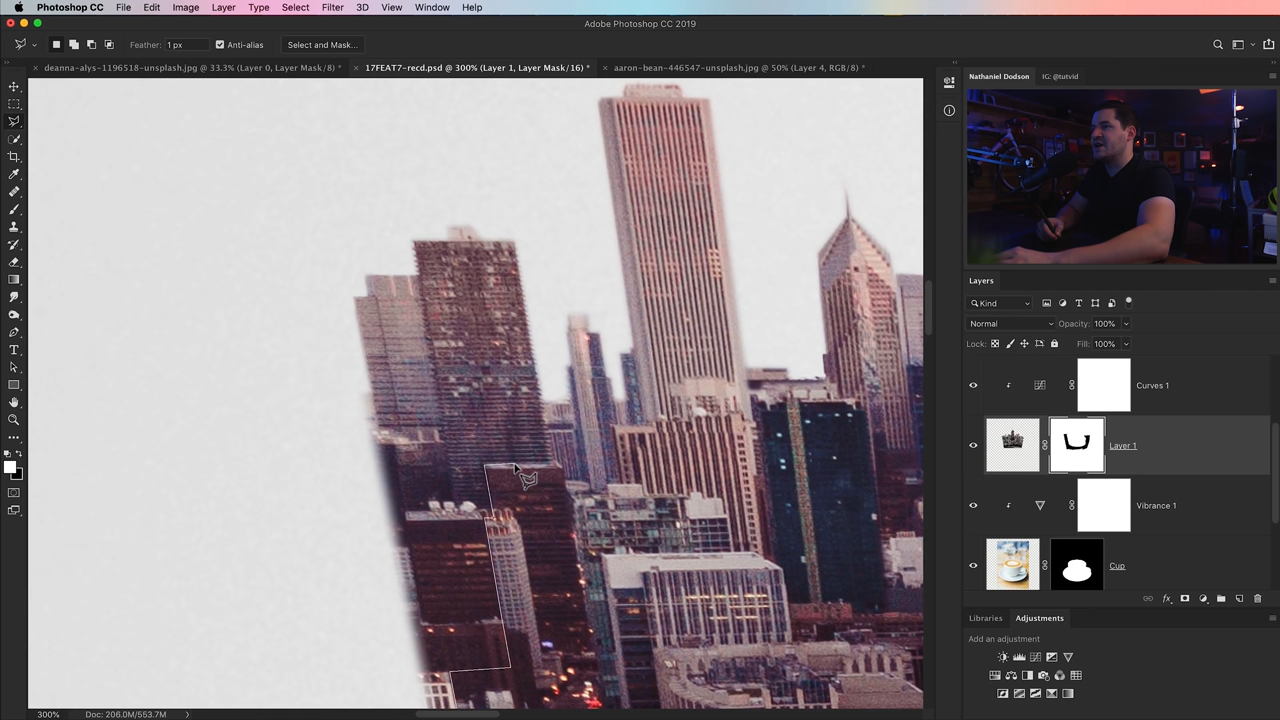 Photoshop CC File Edit Image Layer Type Select Filter 3D View Window Help
Adobe Photoshop CC 2019
Feather: 1 px Anti-alias Select and Mask...
deanna-alys-1196518-unsplash.jpg @ 33.3% (Layer 0, Layer Mask/8) *
17FEAT7-recd.psd @ 300% (Layer 1, Layer Mask/16) *
aaron-bean-446547-unsplash.jpg @ 50% (Layer 4, RGB/8) *
Nathaniel Dodson IG: @tutvid
Layers
Kind
Normal Opacity: 100%
Lock: Fill: 100%
Curves 1
Layer 1
Vibrance 1
Cup
fx
Libraries Adjustments
Add an adjustment
300% Doc: 206.0M/553.7M